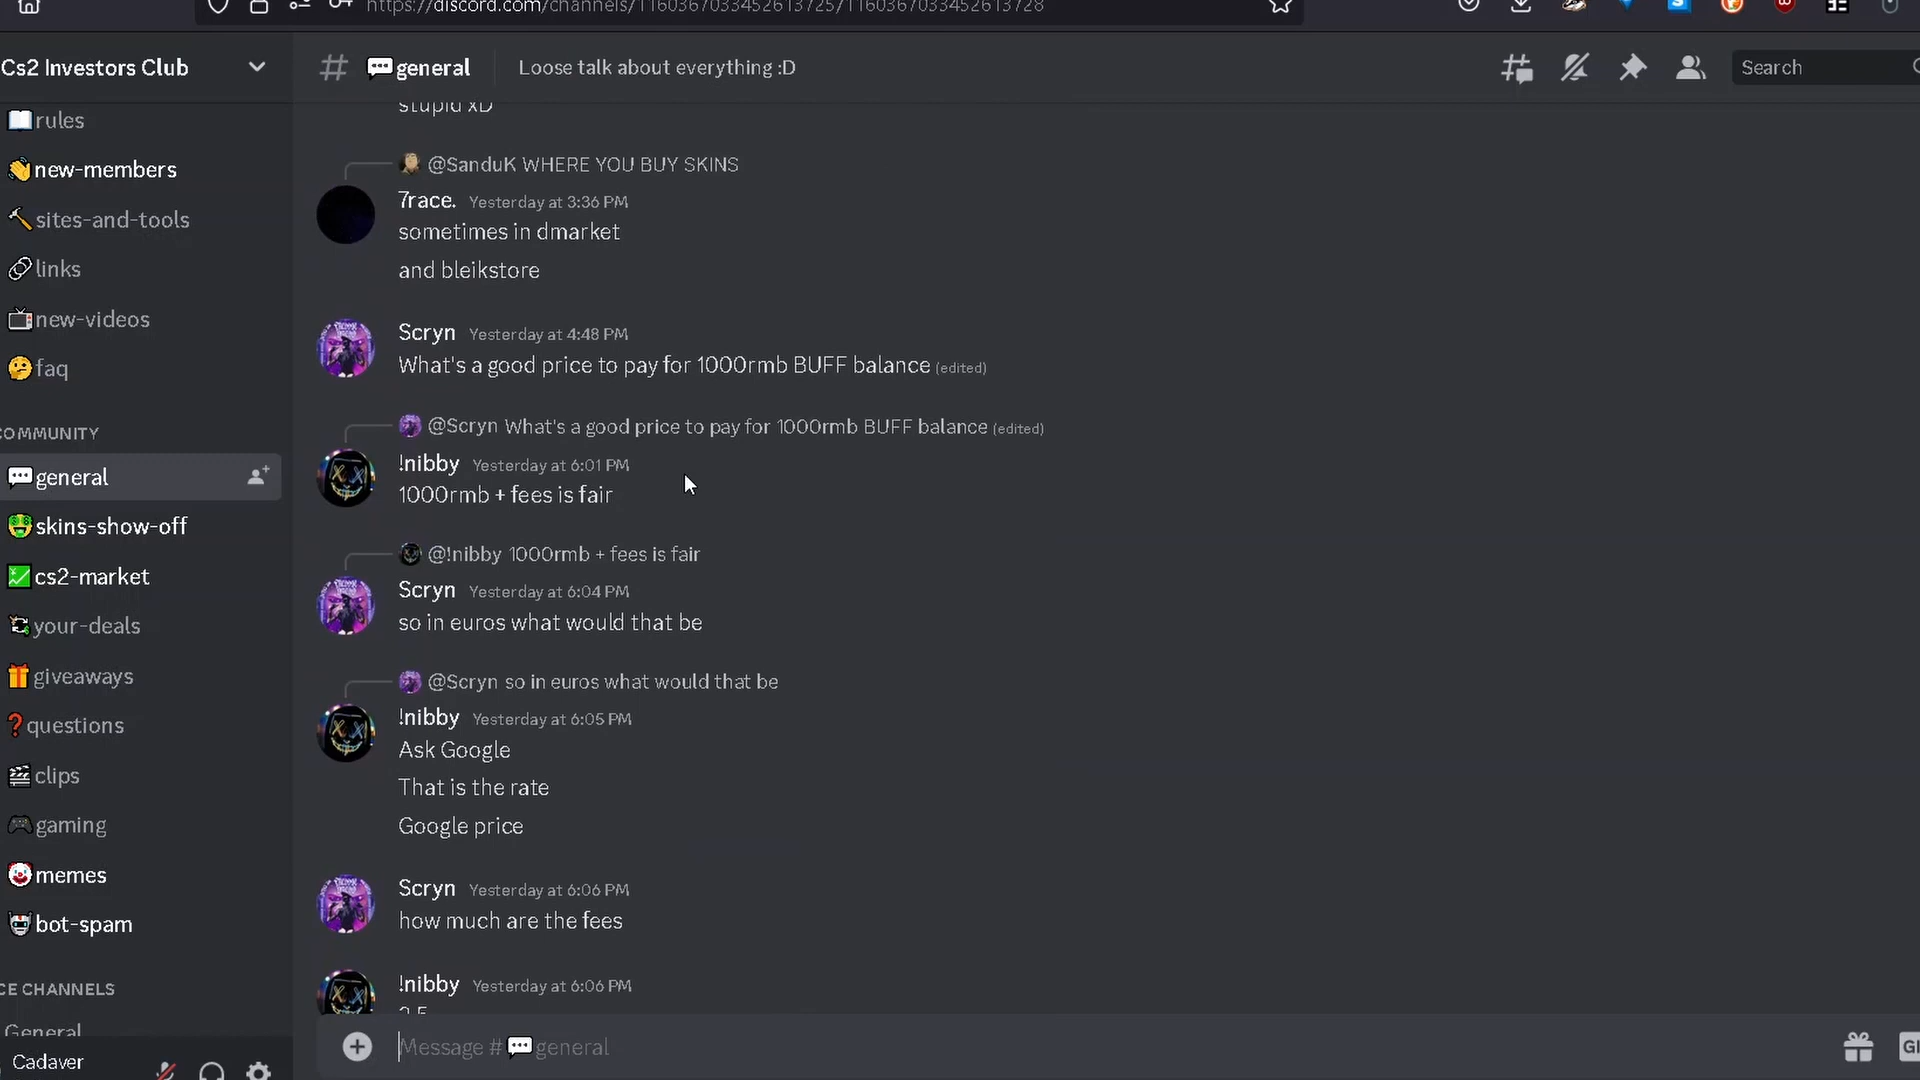 https://discord.com/channels/1160367033452613725/1160367033452613728
Cs2 Investors Club
general
Loose talk about everything :D
Search
rules
new-members
sites-and-tools
links
new-videos
faq
OMMUNITY
general
skins-show-off
cs2-market
your-deals
giveaways
questions
clips
gaming
memes
bot-spam
CE CHANNELS
General
Cadaver
stupid xD
@SanduK WHERE YOU BUY SKINS
7race. Yesterday at 3:36 PM
sometimes in dmarket
and bleikstore
Scryn Yesterday at 4:48 PM
What's a good price to pay for 1000rmb BUFF balance (edited)
@Scryn What's a good price to pay for 1000rmb BUFF balance (edited)
!nibby Yesterday at 6:01 PM
1000rmb + fees is fair
@!nibby 1000rmb + fees is fair
Scryn Yesterday at 6:04 PM
so in euros what would that be
@Scryn so in euros what would that be
!nibby Yesterday at 6:05 PM
Ask Google
That is the rate
Google price
Scryn Yesterday at 6:06 PM
how much are the fees
!nibby Yesterday at 6:06 PM
Message # general
GI